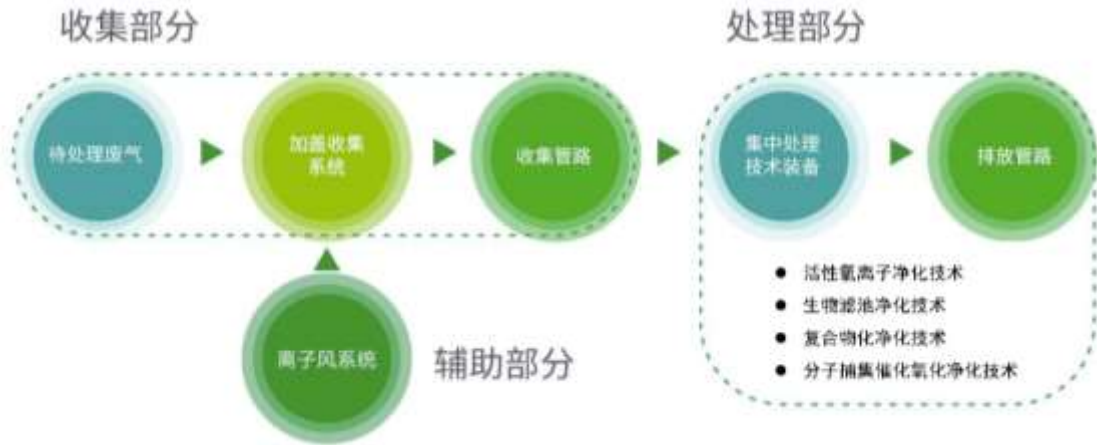 收集部分
处理部分
待处理废气
加盖收集
系统
收集管路
集中处理
技术装备
排放管路
离子风系统
辅助部分
● 活性氧离子净化技术
● 生物滤池净化技术
● 复合物化净化技术
● 分子捕集催化氧化净化技术